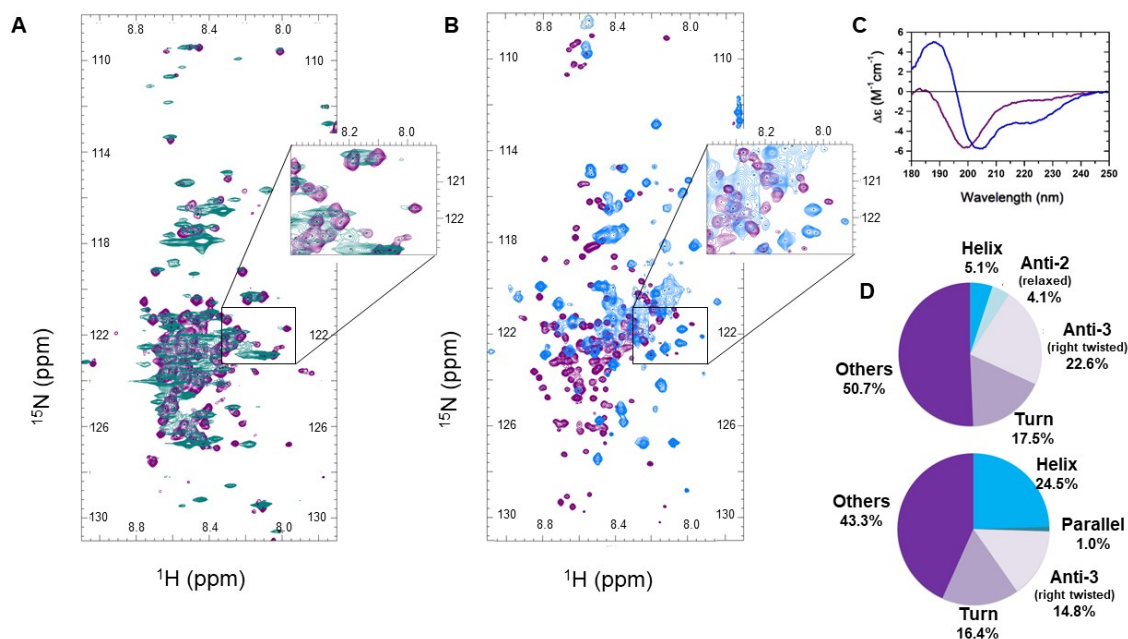 A
8.8
8.4
8.0
110
110
114
118
122
122
126
126
130
130
8.8
8.4
8.0
8.2
8.0
121
122
¹⁵N (ppm)
¹H (ppm)
B
8.8
8.4
8.0
110
110
114
118
122
122
126
126
130
130
8.8
8.4
8.0
8.2
8.0
121
122
¹⁵N (ppm)
¹H (ppm)
C
6
4
2
0
-2
-4
-6
180
190
200
210
220
230
240
250
Δε (M⁻¹cm⁻¹)
Wavelength (nm)
D
Helix
5.1%
Anti-2
(relaxed)
4.1%
Anti-3
(right twisted)
22.6%
Others
50.7%
Turn
17.5%
Helix
24.5%
Others
43.3%
Parallel
1.0%
Anti-3
(right twisted)
14.8%
Turn
16.4%